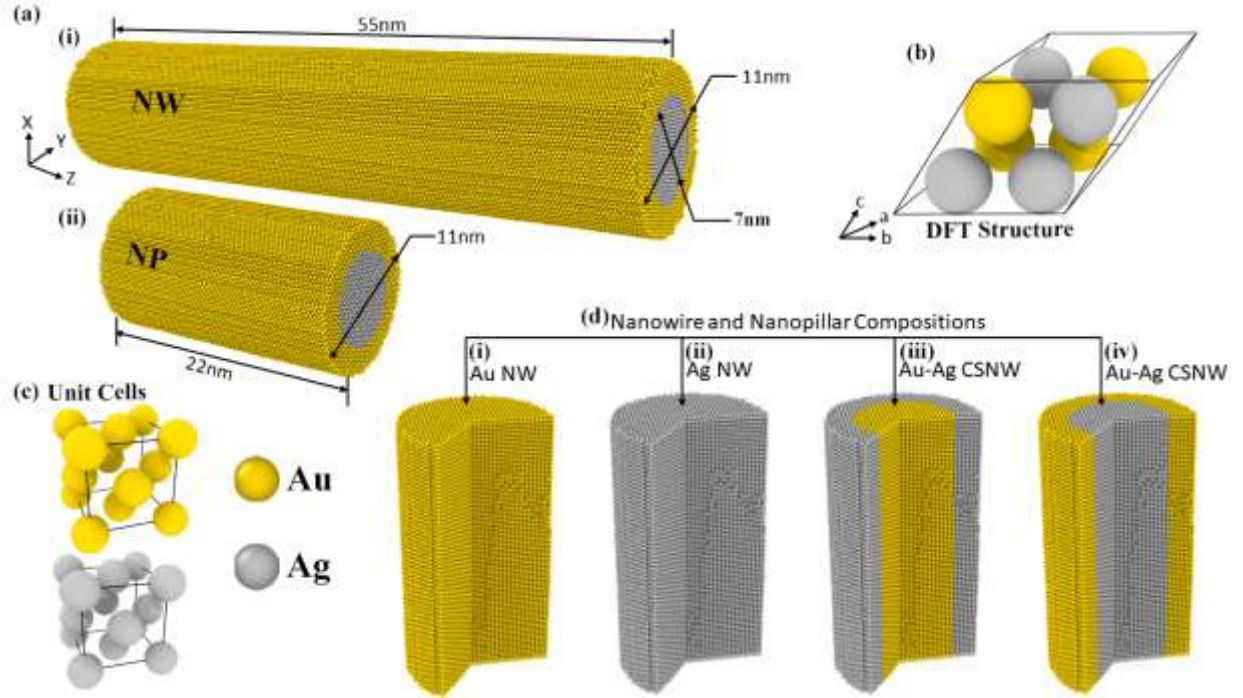 (a)
(i)
55nm
NW
11nm
7nm
X
Y
Z
(ii)
NP
11nm
22nm
(b)
c
a
b
DFT Structure
(c) Unit Cells
Au
Ag
(d) Nanowire and Nanopillar Compositions
(i)
Au NW
(ii)
Ag NW
(iii)
Au-Ag CSNW
(iv)
Au-Ag CSNW